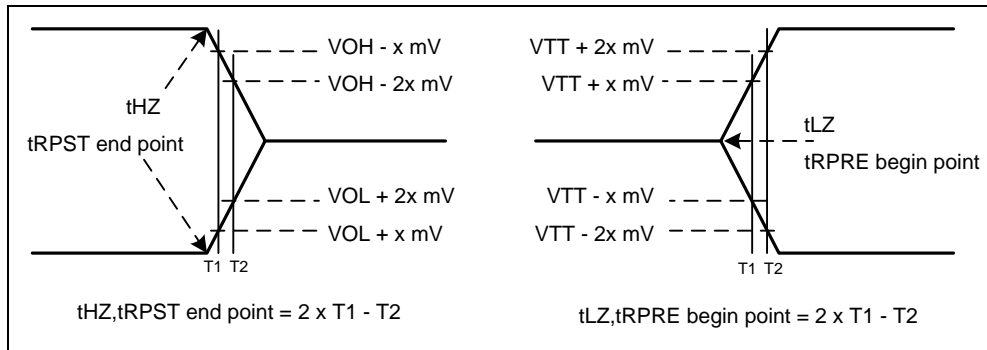 VOH - x mV
VOH - 2x mV
tHZ
tRPST end point
VOL + 2x mV
VOL + x mV
T1 T2
tHZ,tRPST end point = 2 x T1 - T2
VTT + 2x mV
VTT + x mV
tLZ
tRPRE begin point
VTT - x mV
VTT - 2x mV
T1 T2
tLZ,tRPRE begin point = 2 x T1 - T2